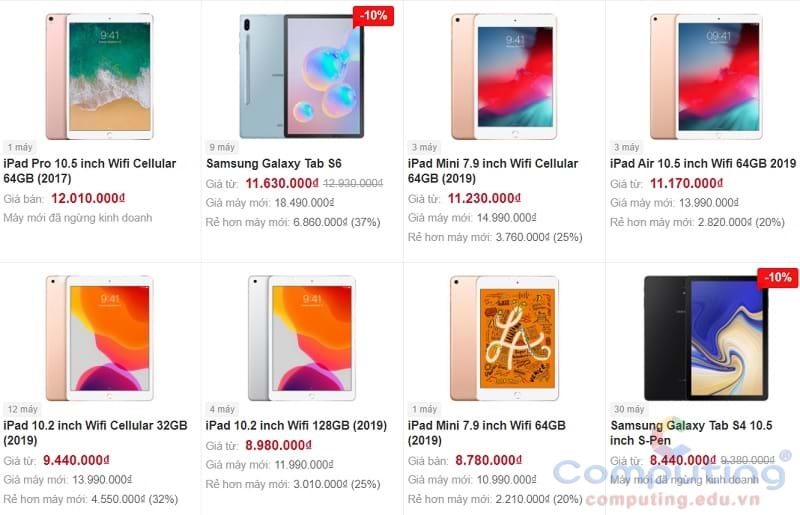 9:41
-10%
9:41
9:41
1 máy
iPad Pro 10.5 inch Wifi Cellular
64GB (2017)
Giá bán: 12.010.000₫
Máy mới đã ngừng kinh doanh
9 máy
Samsung Galaxy Tab S6
Giá từ: 11.630.000₫ 12.930.000₫
Giá máy mới: 18.490.000₫
Rẻ hơn máy mới: 6.860.000₫ (37%)
3 máy
iPad Mini 7.9 inch Wifi Cellular
64GB (2019)
Giá từ: 11.230.000₫
Giá máy mới: 14.990.000₫
Rẻ hơn máy mới: 3.760.000₫ (25%)
3 máy
iPad Air 10.5 inch Wifi 64GB 2019
Giá từ: 11.170.000₫
Giá máy mới: 13.990.000₫
Rẻ hơn máy mới: 2.820.000₫ (20%)
9:41
9:41
-10%
12 máy
iPad 10.2 inch Wifi Cellular 32GB
(2019)
Giá từ: 9.440.000₫
Giá máy mới: 13.990.000₫
Rẻ hơn máy mới: 4.550.000₫ (32%)
4 máy
iPad 10.2 inch Wifi 128GB (2019)
Giá từ: 8.980.000₫
Giá máy mới: 11.990.000₫
Rẻ hơn máy mới: 3.010.000₫ (25%)
1 máy
iPad Mini 7.9 inch Wifi 64GB
(2019)
Giá bán: 8.780.000₫
Giá máy mới: 10.990.000₫
Rẻ hơn máy mới: 2.210.000₫ (20%)
30 máy
Samsung Galaxy Tab S4 10.5
inch S-Pen
Giá từ: 8.440.000₫ 9.380.000₫
Máy mới đã ngừng kinh doanh
Computing®
computing.edu.vn